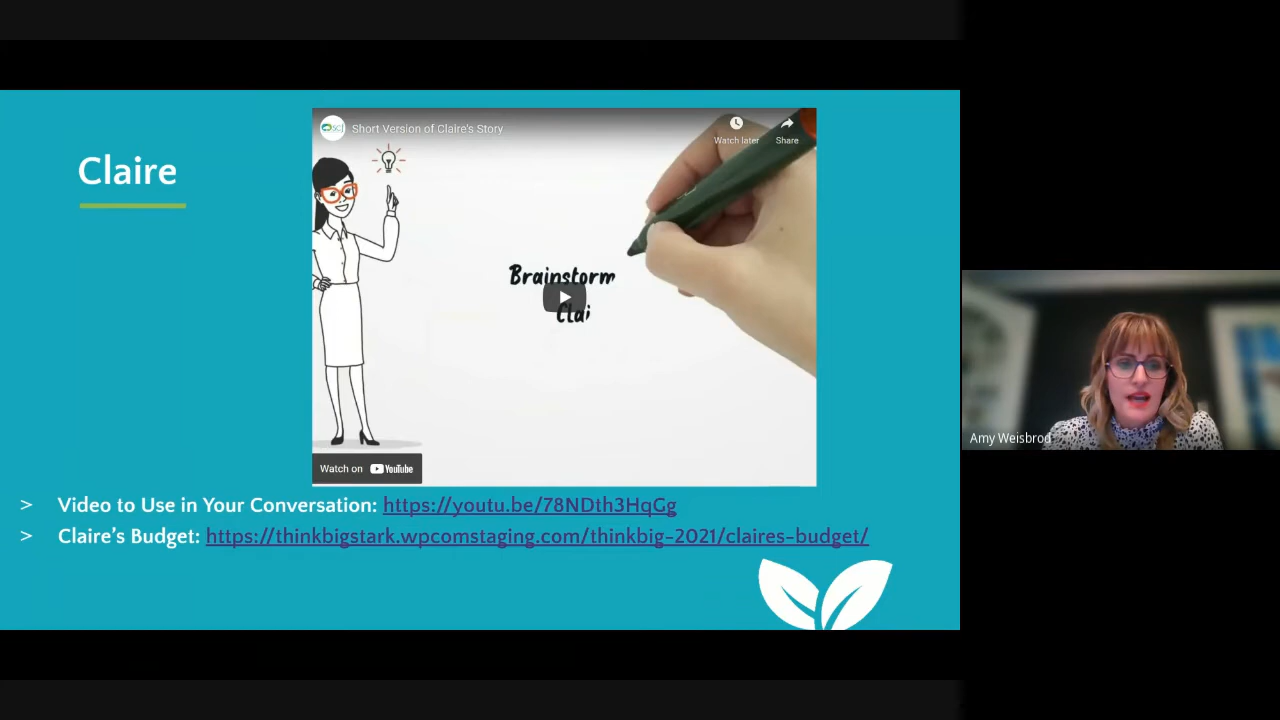 Claire
Short Version of Claire's Story
Watch later
Share
Brainstorm
Clai
Watch on YouTube
> Video to Use in Your Conversation: https://youtu.be/78NDth3HqGg
> Claire's Budget: https://thinkbigstark.wpcomstaging.com/thinkbig-2021/claires-budget/
Amy Weisbrod